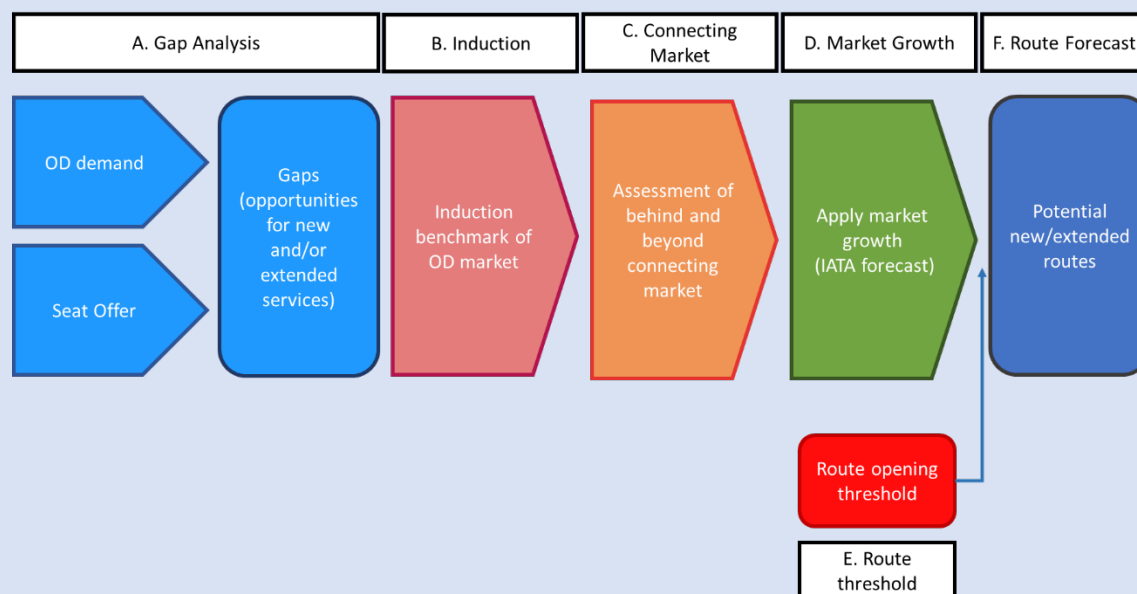 A. Gap Analysis
B. Induction
C. Connecting
Market
D. Market Growth
F. Route Forecast
OD demand
Seat Offer
Gaps
(opportunities
for new
and/or
extended
services)
Induction
benchmark of
OD market
Assessment of
behind and
beyond
connecting
market
Apply market
growth
(IATA forecast)
Potential
new/extended
routes
Route opening
threshold
E. Route
threshold